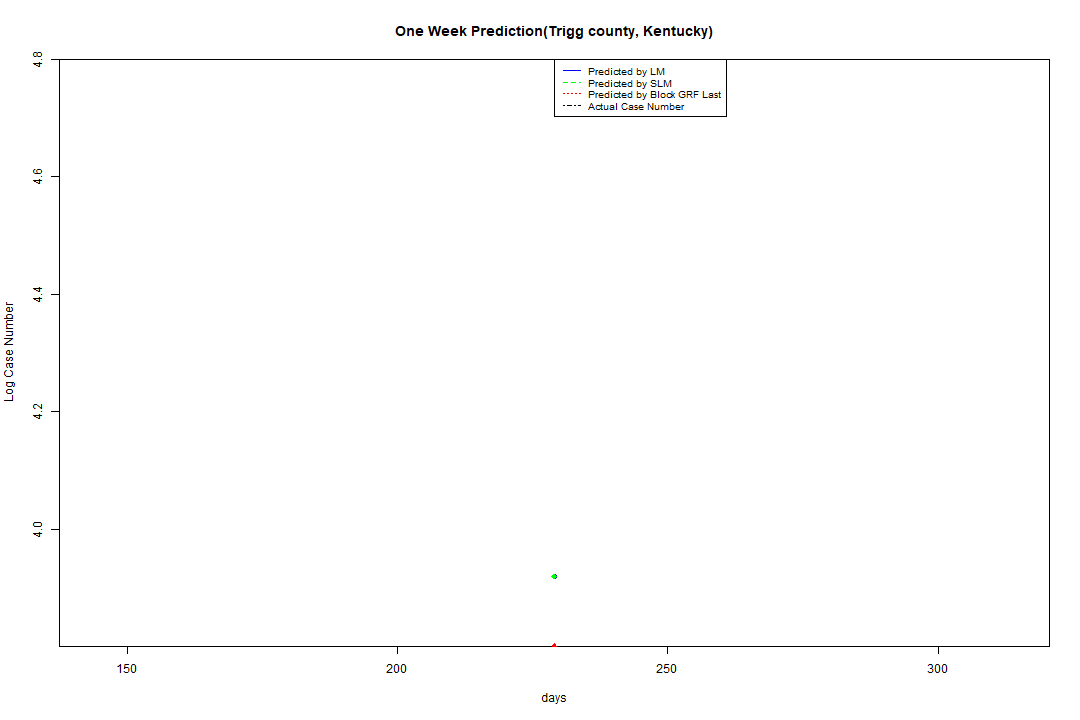 One Week Prediction(Trigg county, Kentucky)
Predicted by LM
Predicted by SLM
Predicted by Block GRF Last
Actual Case Number
4.8
4.6
4.4
4.2
4.0
Log Case Number
150 200 250 300
days